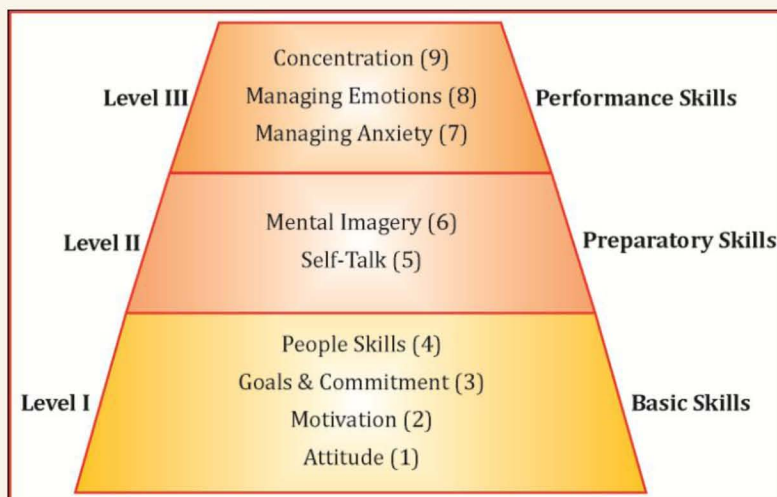 Concentration (9)
Level III Managing Emotions (8) Performance Skills
Managing Anxiety (7)
Mental Imagery (6)
Level II Preparatory Skills
Self-Talk (5)
People Skills (4)
Goals & Commitment (3)
Level I Basic Skills
Motivation (2)
Attitude (1)